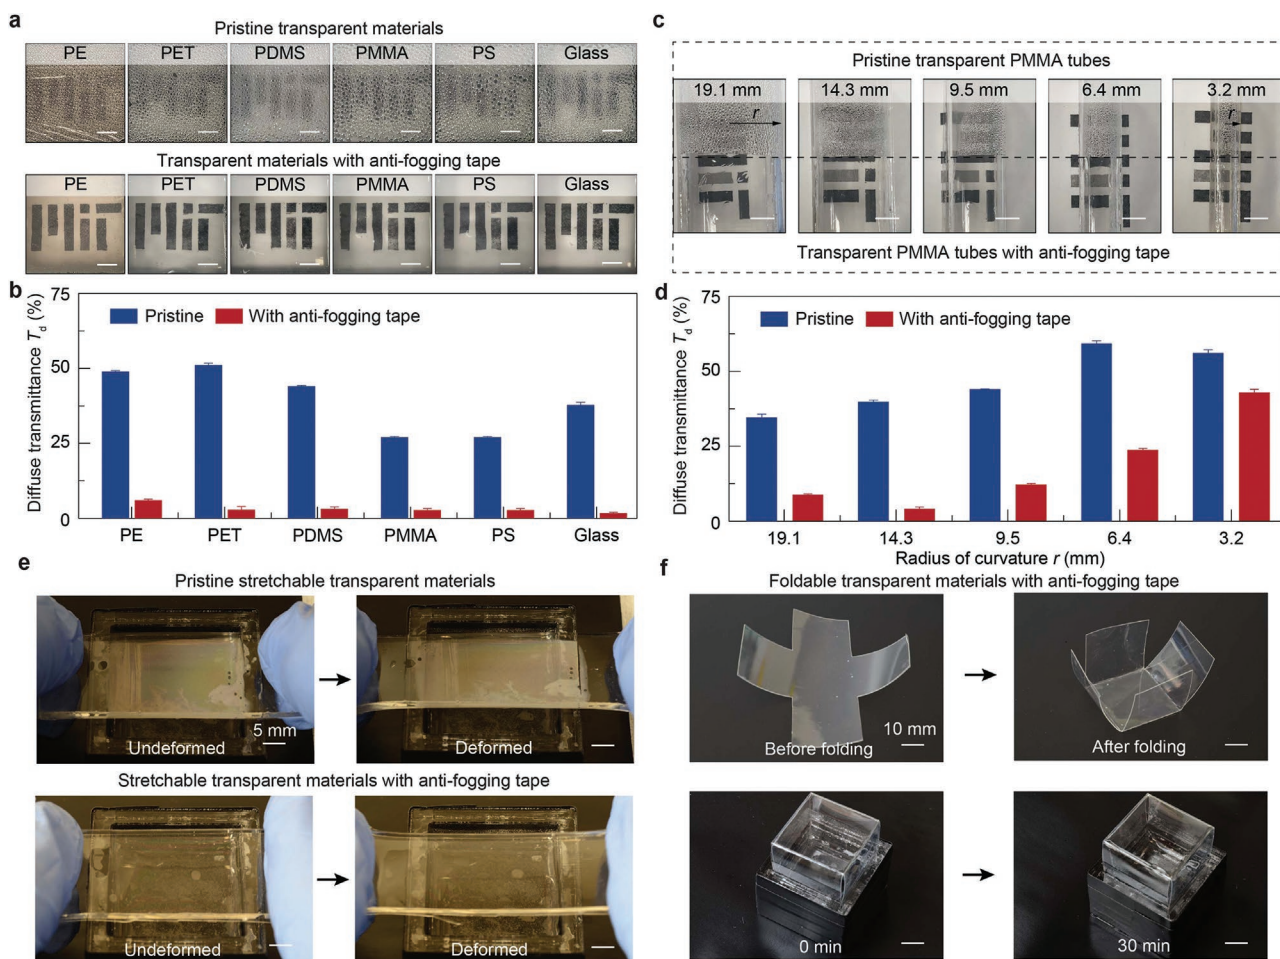 a
Pristine transparent materials
PE PET PDMS PMMA PS Glass
Transparent materials with anti-fogging tape
PE PET PDMS PMMA PS Glass
b
75
50
25
0
Diffuse transmittance Td (%)
Pristine With anti-fogging tape
PE PET PDMS PMMA PS Glass
c
Pristine transparent PMMA tubes
19.1 mm 14.3 mm 9.5 mm 6.4 mm 3.2 mm
r r
Transparent PMMA tubes with anti-fogging tape
d
75
50
25
0
Diffuse transmittance Td (%)
Pristine With anti-fogging tape
19.1 14.3 9.5 6.4 3.2
Radius of curvature r (mm)
e
Pristine stretchable transparent materials
5 mm
Undeformed Deformed
Stretchable transparent materials with anti-fogging tape
Undeformed Deformed
f
Foldable transparent materials with anti-fogging tape
10 mm
Before folding After folding
0 min 30 min